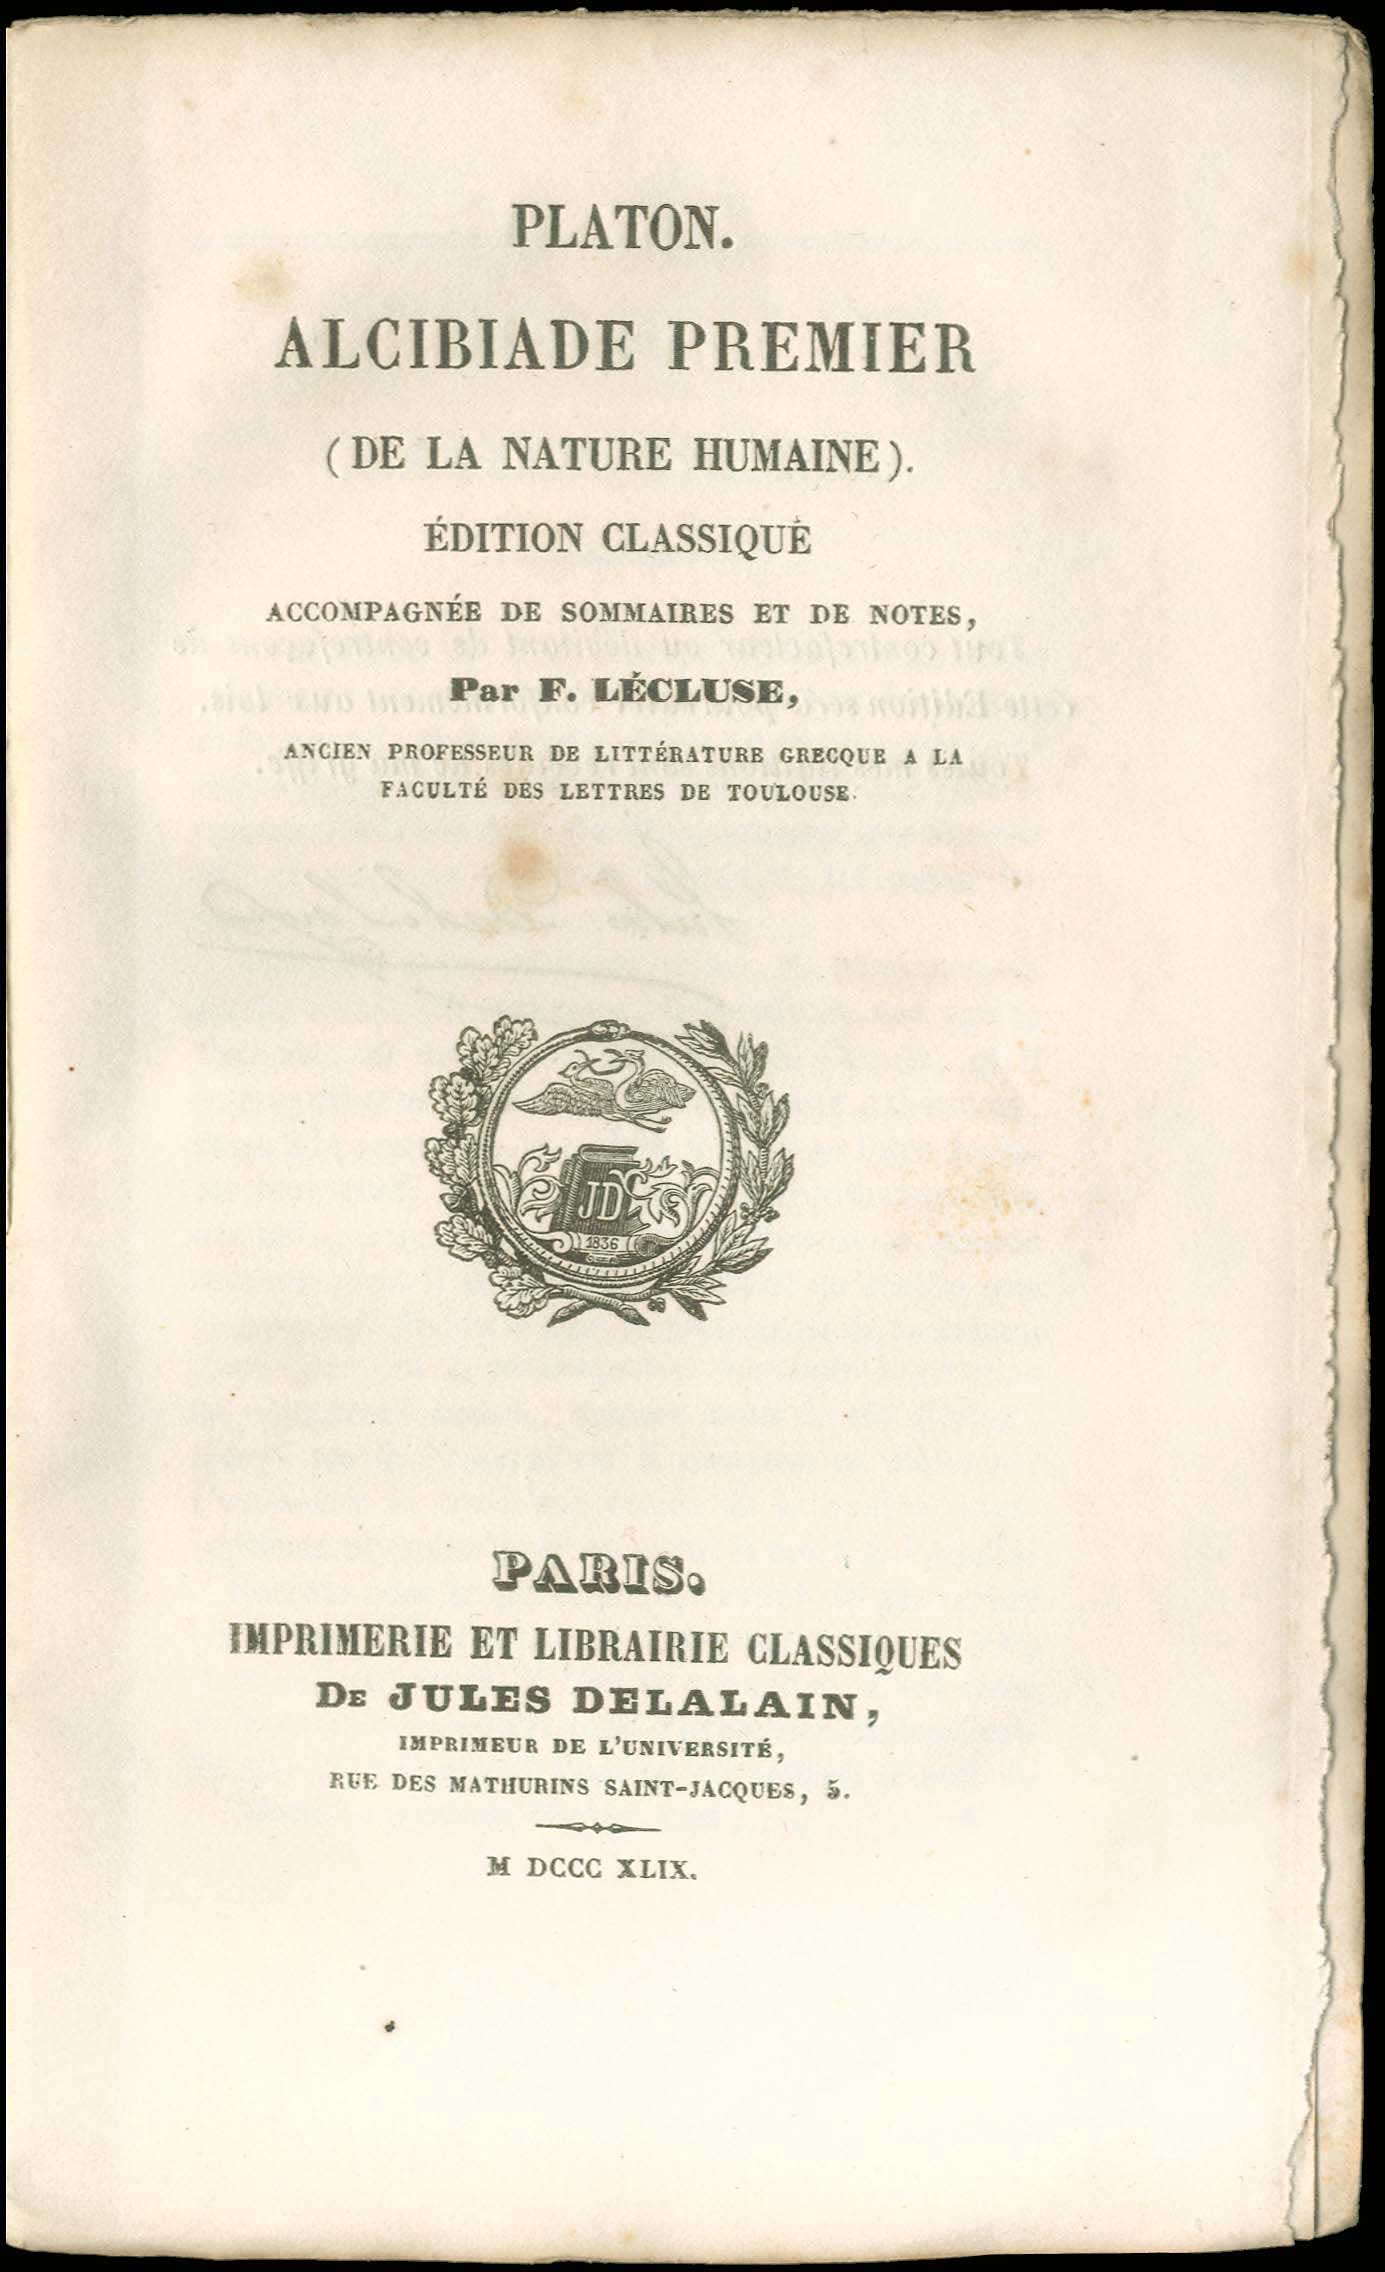 PLATON.
ALCIBIADE PREMIER
(DE LA NATURE HUMAINE).
ÉDITION CLASSIQUE
ACCOMPAGNÉE DE SOMMAIRES ET DE NOTES,
Par F. LÉCLUSE,
ANCIEN PROFESSEUR DE LITTÉRATURE GRECQUE A LA
FACULTÉ DES LETTRES DE TOULOUSE.
JD
1836
PARIS.
IMPRIMERIE ET LIBRAIRIE CLASSIQUES
DE JULES DELALAIN,
IMPRIMEUR DE L'UNIVERSITÉ,
RUE DES MATHURINS SAINT-JACQUES, 5.
M DCCC XLIX.